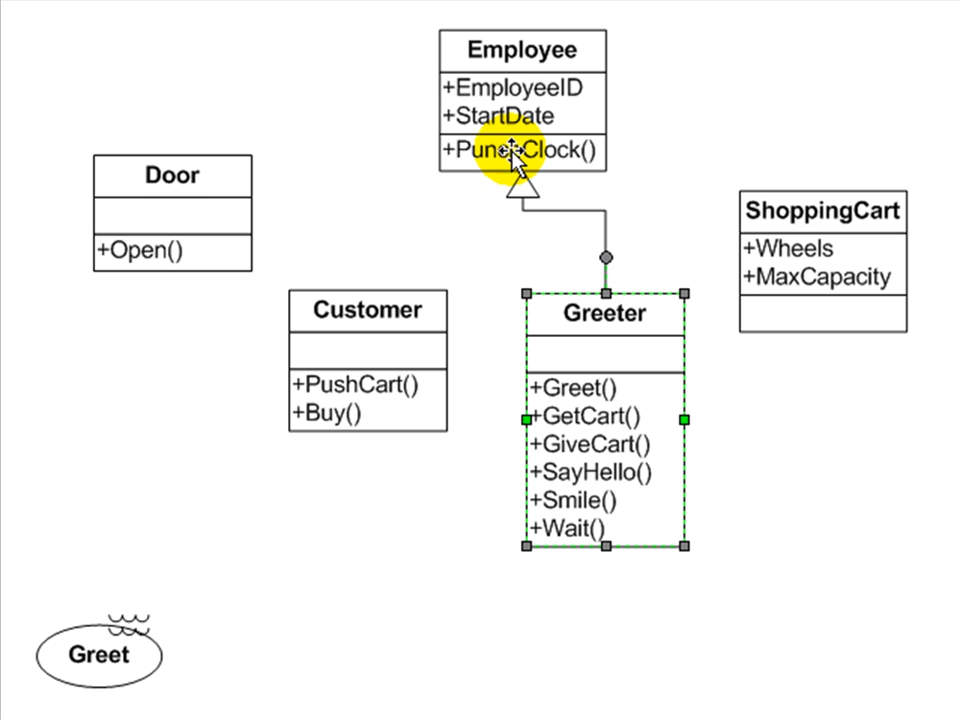 Employee
+EmployeeID
+StartDate
+PunchClock()
Door
+Open()
ShoppingCart
+Wheels
+MaxCapacity
Customer
+PushCart()
+Buy()
Greeter
+Greet()
+GetCart()
+GiveCart()
+SayHello()
+Smile()
+Wait()
Greet